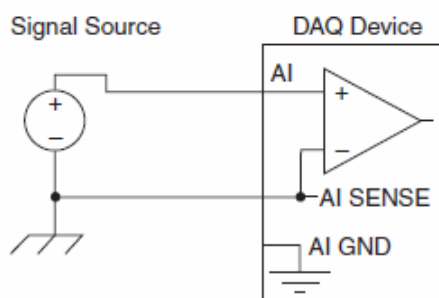 Signal Source
DAQ Device
AI
+
+
−
−
AI SENSE
AI GND